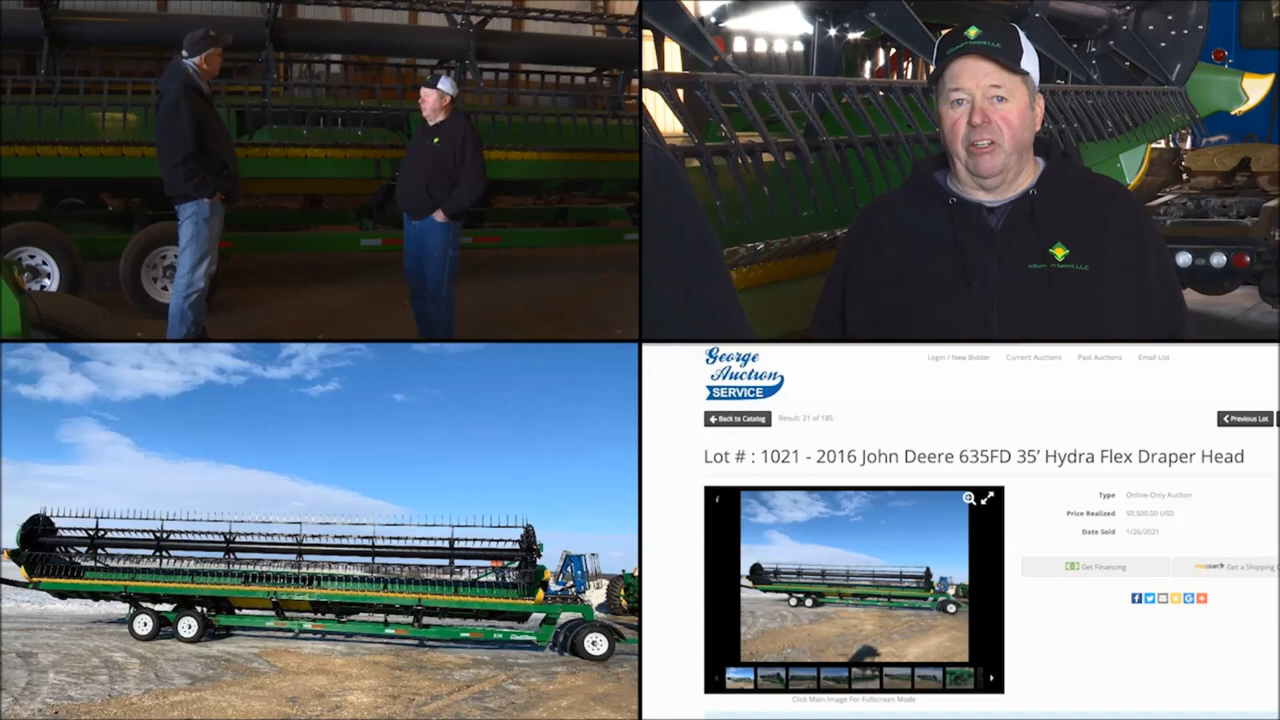 George
Auction
SERVICE
Login / New Bidder
Current Auctions
Past Auctions
Email List
Back to Catalog
Result: 21 of 185
Previous Lot
Lot # : 1021 - 2016 John Deere 635FD 35' Hydra Flex Draper Head
Type Online-Only Auction
Price Realized 50,500.00 USD
Date Sold 1/26/2021
Get Financing
Get a Shipping
Click Main Image For Fullscreen Mode